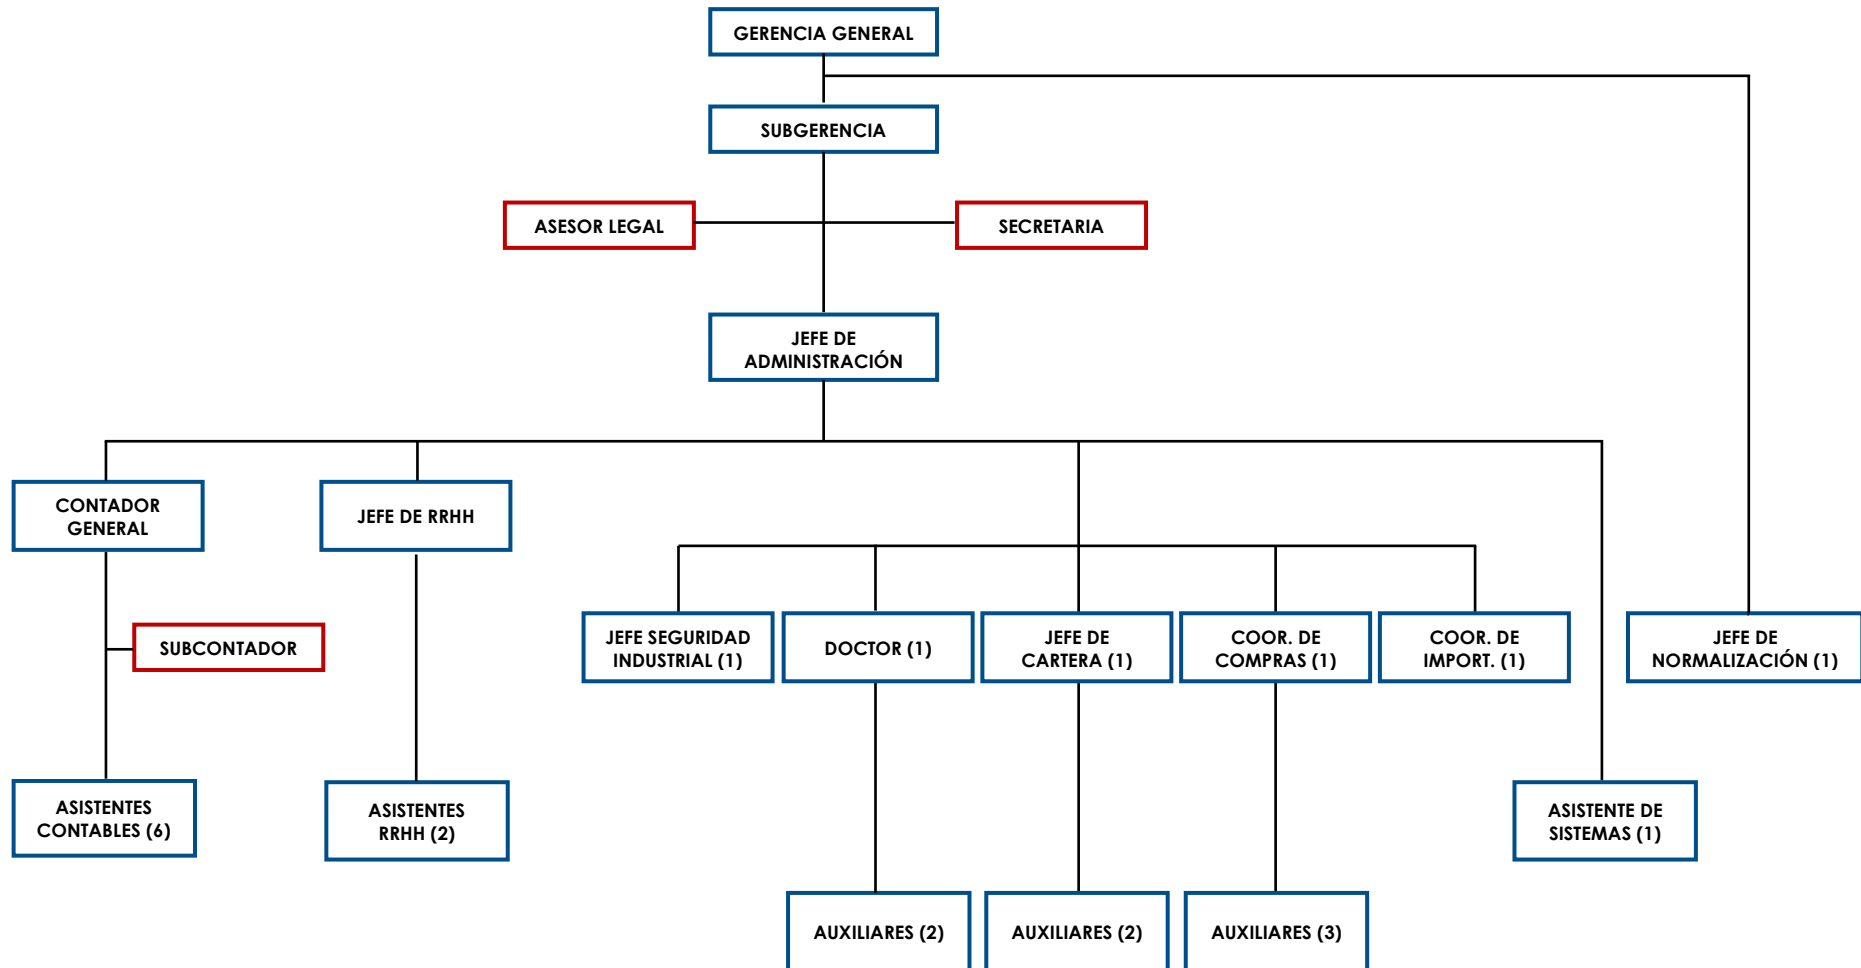 GERENCIA GENERAL
SUBGERENCIA
ASESOR LEGAL
SECRETARIA
JEFE DE
ADMINISTRACIÓN
CONTADOR
GENERAL
JEFE DE RRHH
SUBCONTADOR
JEFE SEGURIDAD
INDUSTRIAL (1)
DOCTOR (1)
JEFE DE
CARTERA (1)
COOR. DE
COMPRAS (1)
COOR. DE
IMPORT. (1)
JEFE DE
NORMALIZACIÓN (1)
ASISTENTES
CONTABLES (6)
ASISTENTES
RRHH (2)
ASISTENTE DE
SISTEMAS (1)
AUXILIARES (2)
AUXILIARES (2)
AUXILIARES (3)